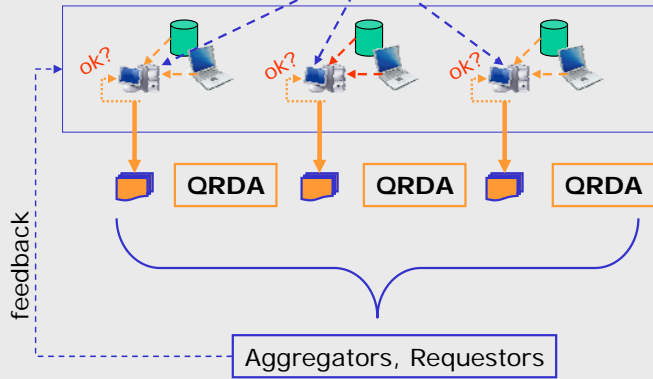 ok?
ok?
ok?
QRDA
QRDA
QRDA
feedback
Aggregators, Requestors